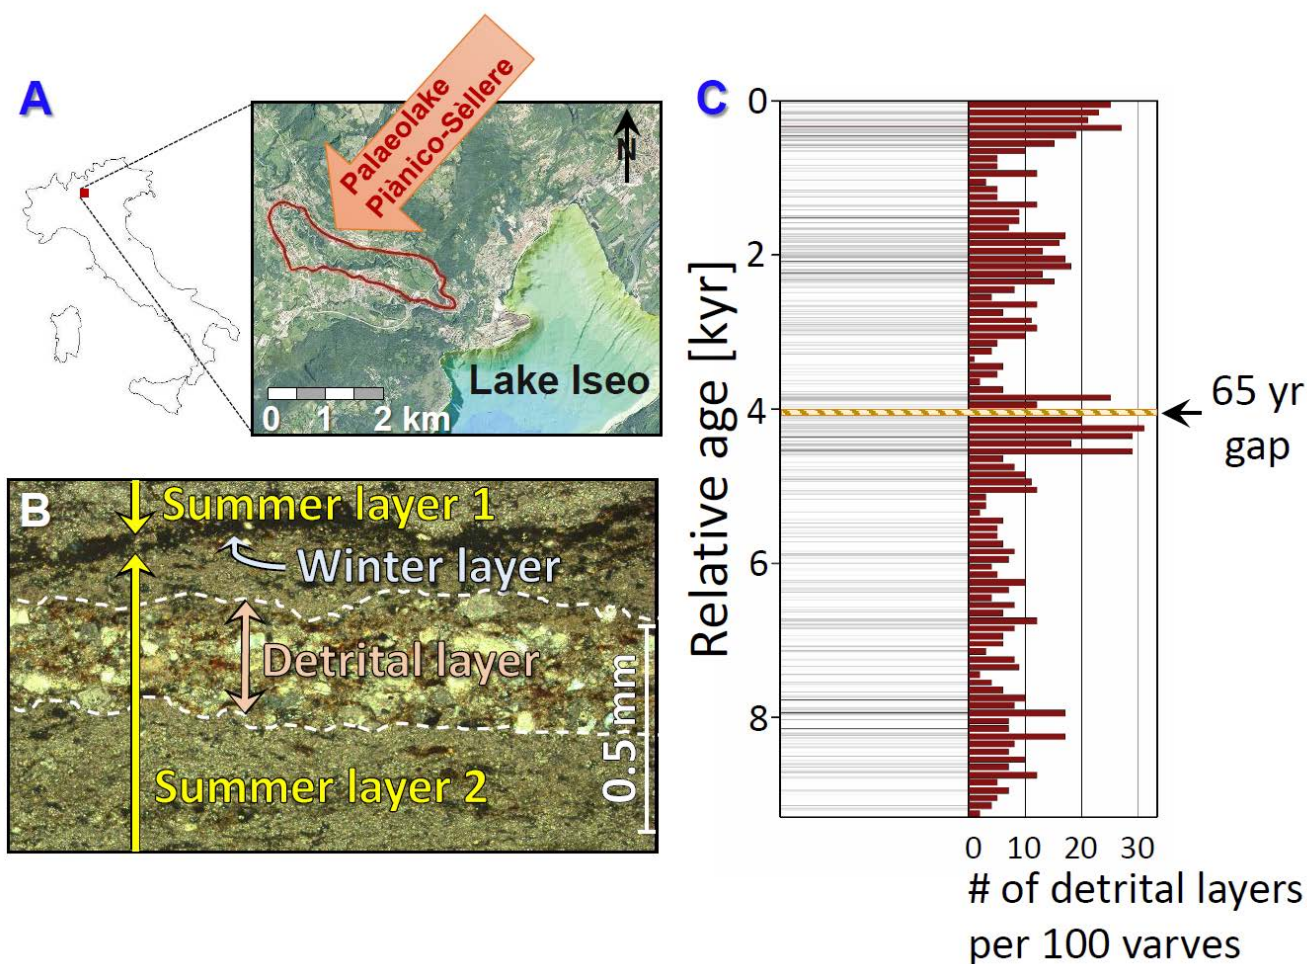 A
Palaeolake
Piànico-Sèllere
N
Lake Iseo
0 1 2 km
B
Summer layer 1
Winter layer
Detrital layer
Summer layer 2
0.5 mm
C
Relative age [kyr]
0
2
4
6
8
65 yr
gap
0 10 20 30
# of detrital layers
per 100 varves